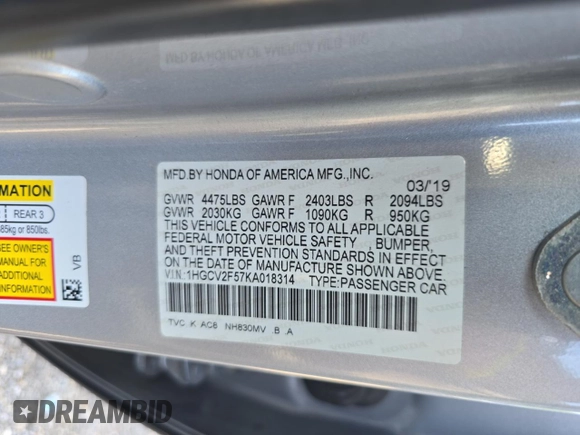 MFD.BY HONDA OF AMERICA MFG.,INC.
03/'19
GVWR 4475LBS GAWR F 2403LBS R 2094LBS
GVWR 2030KG GAWR F 1090KG R 950KG
THIS VEHICLE CONFORMS TO ALL APPLICABLE
FEDERAL MOTOR VEHICLE SAFETY , BUMPER,
AND THEFT PREVENTION STANDARDS IN EFFECT
ON THE DATE OF MANUFACTURE SHOWN ABOVE.
V.I.N:1HGCV2F57KA018314 TYPE:PASSENGER CAR
TVC K AC8 NH830MV B A
MATION
REAR 3
85kg or 850lbs.
SEE OWNER'S
MANUAL FOR
ADDITIONAL
INFORMATION
VB
DREAMBID